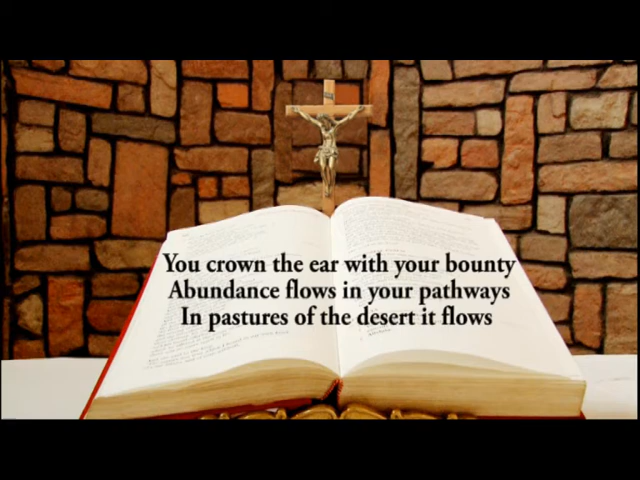 You crown the ear with your bounty
Abundance flows in your pathways
In pastures of the desert it flows